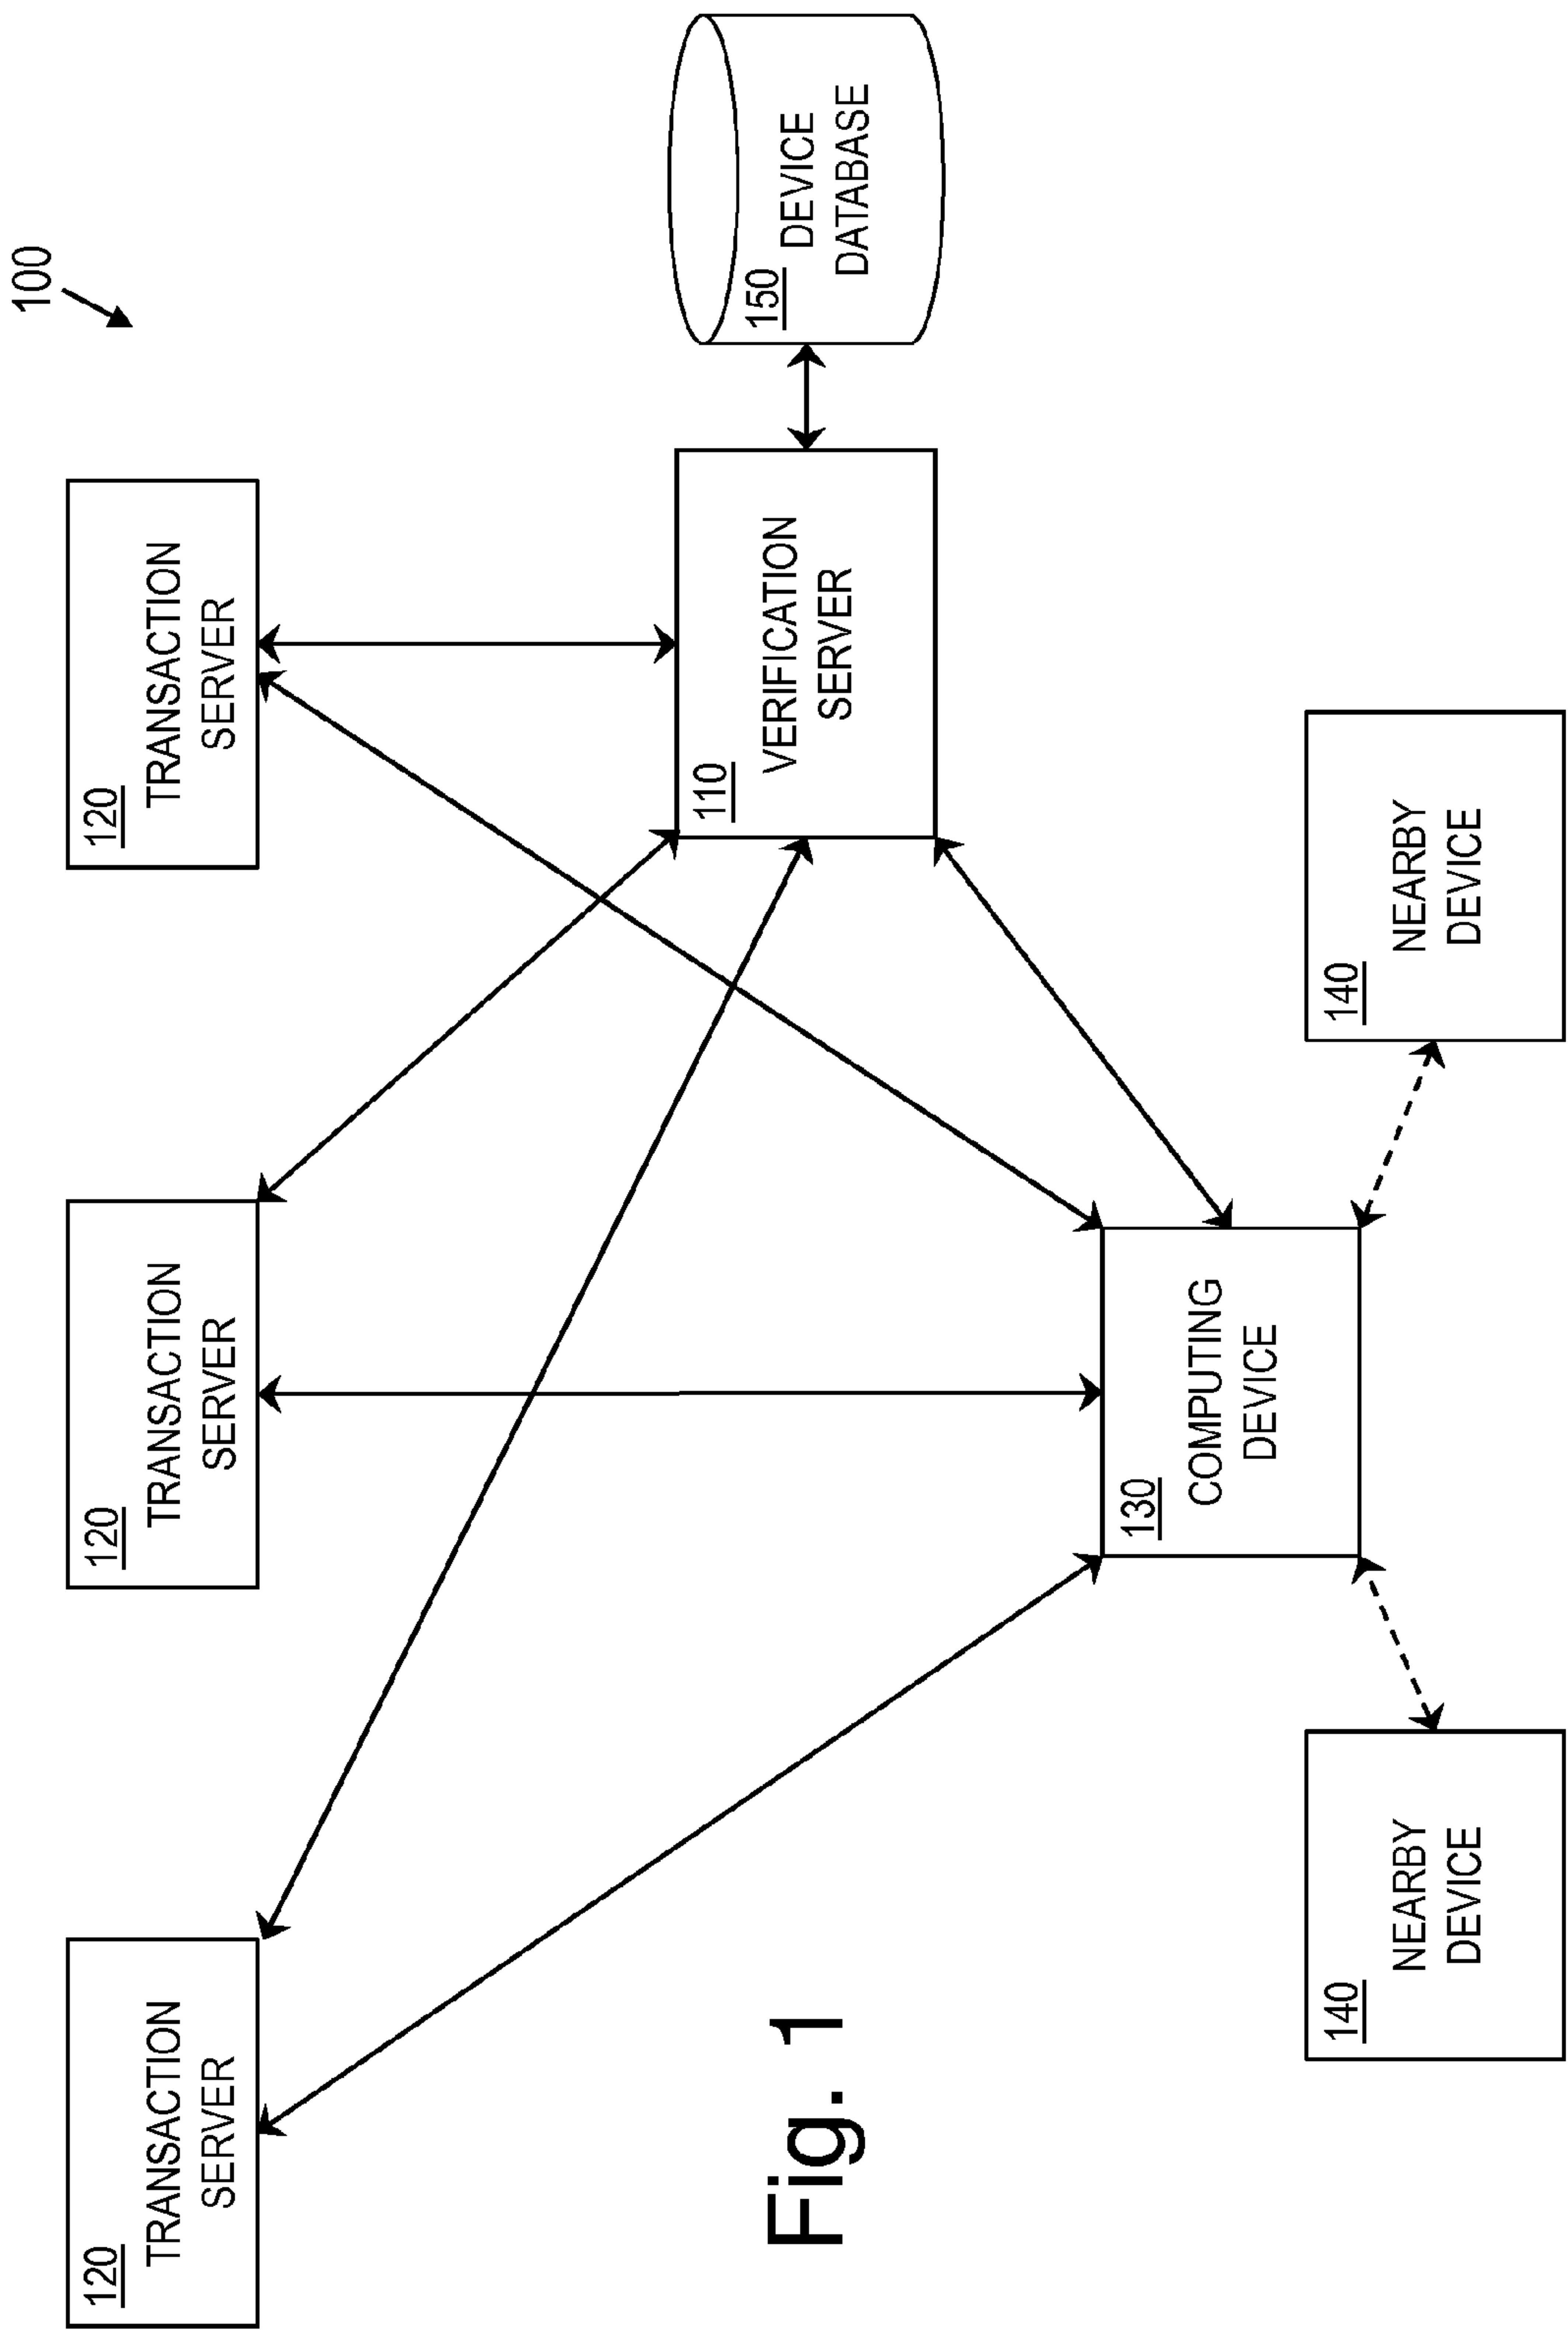 100
120
TRANSACTION
SERVER
120
TRANSACTION
SERVER
120
TRANSACTION
SERVER
110
VERIFICATION
SERVER
150
DEVICE
DATABASE
130
COMPUTING
DEVICE
140
NEARBY
DEVICE
140
NEARBY
DEVICE
Fig. 1